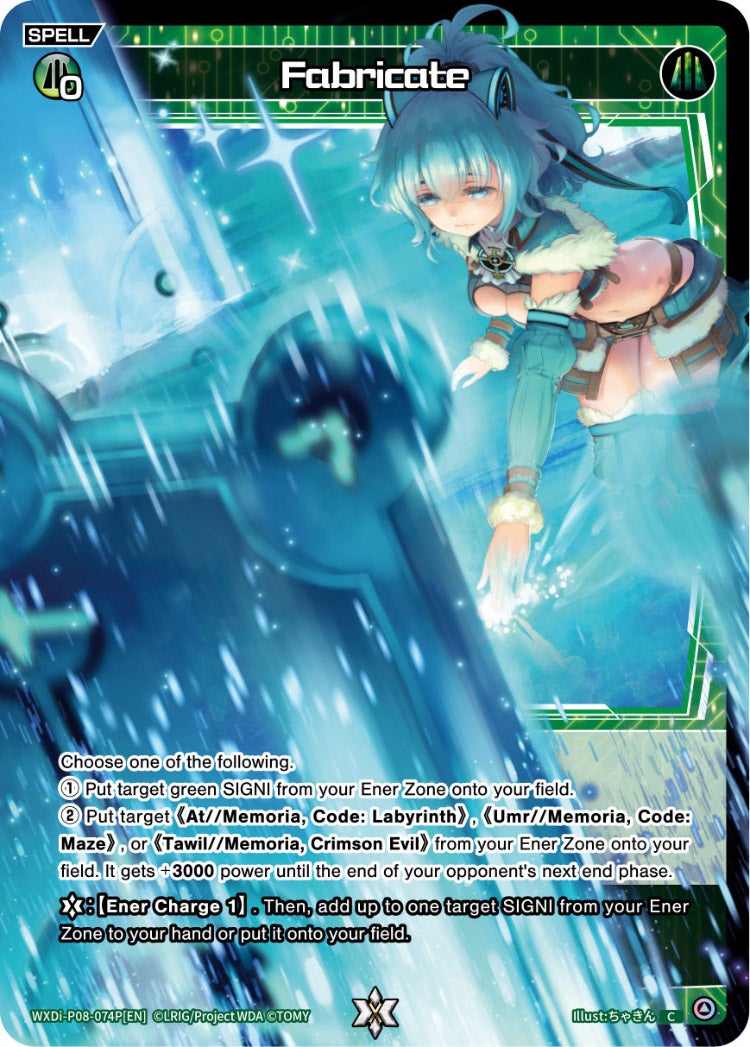 SPELL
Fabricate
0
Choose one of the following.
① Put target green SIGNI from your Ener Zone onto your field.
② Put target 《At//Memoria, Code: Labyrinth》, 《Umr//Memoria, Code:
Maze》, or 《Tawil//Memoria, Crimson Evil》 from your Ener Zone onto your
field. It gets +3000 power until the end of your opponent's next end phase.
:【Ener Charge 1】. Then, add up to one target SIGNI from your Ener
Zone to your hand or put it onto your field.
WXDi-P08-074P[EN] ©LRIG/Project WDA ©TOMY
Illust:ちゃきん C